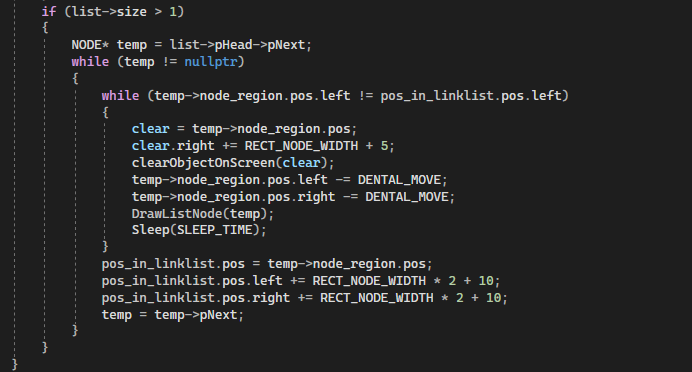 if (list->size > 1)
{
NODE* temp = list->pHead->pNext;
while (temp != nullptr)
{
while (temp->node_region.pos.left != pos_in_linklist.pos.left)
{
clear = temp->node_region.pos;
clear.right += RECT_NODE_WIDTH + 5;
clearObjectOnScreen(clear);
temp->node_region.pos.left -= DENTAL_MOVE;
temp->node_region.pos.right -= DENTAL_MOVE;
DrawListNode(temp);
Sleep(SLEEP_TIME);
}
pos_in_linklist.pos = temp->node_region.pos;
pos_in_linklist.pos.left += RECT_NODE_WIDTH * 2 + 10;
pos_in_linklist.pos.right += RECT_NODE_WIDTH * 2 + 10;
temp = temp->pNext;
}
}
}